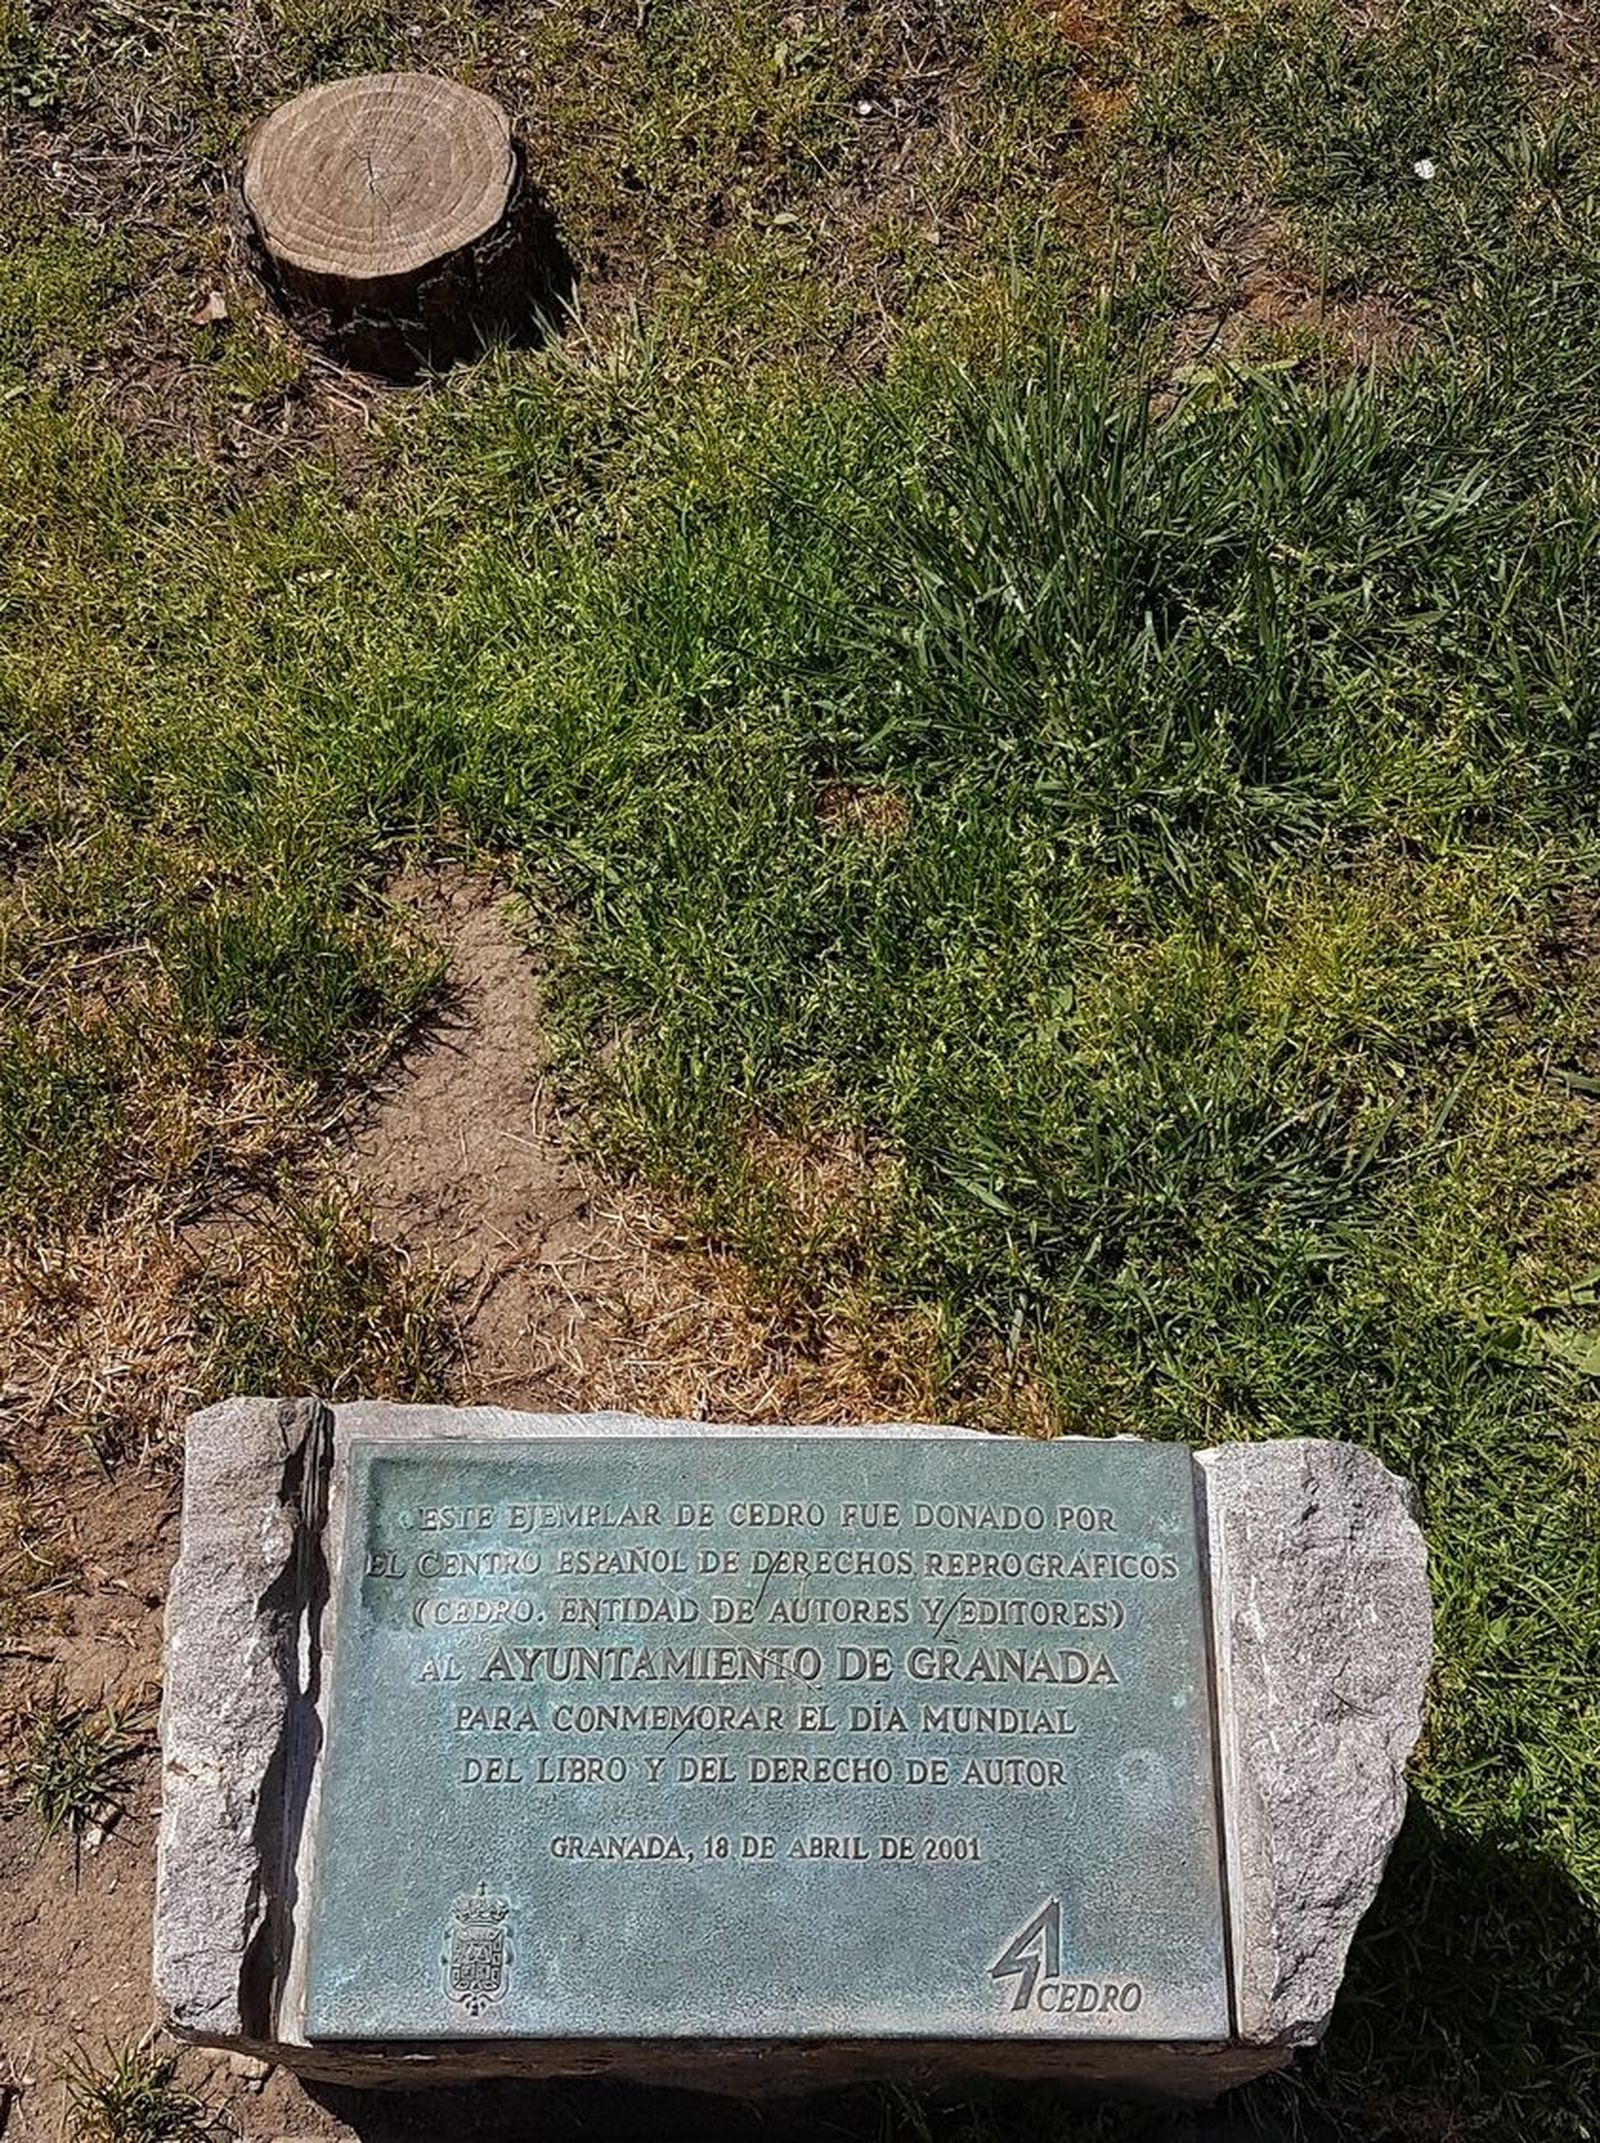 ESTE EJEMPLAR DE CEDRO FUE DONADO POR
EL CENTRO ESPAÑOL DE DERECHOS REPROGRÁFICOS
(CEDRO. ENTIDAD DE AUTORES Y EDITORES)
AL AYUNTAMIENTO DE GRANADA
PARA CONMEMORAR EL DÍA MUNDIAL
DEL LIBRO Y DEL DERECHO DE AUTOR
GRANADA, 18 DE ABRIL DE 2001
CEDRO